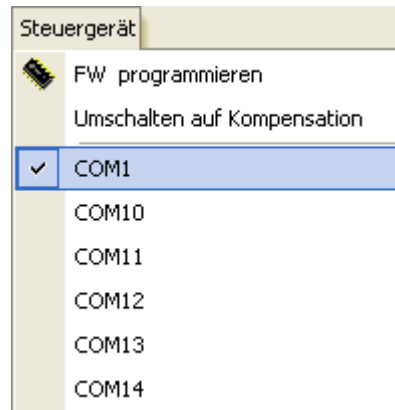 Steuergerät
FW programmieren
Umschalten auf Kompensation
COM1
COM10
COM11
COM12
COM13
COM14